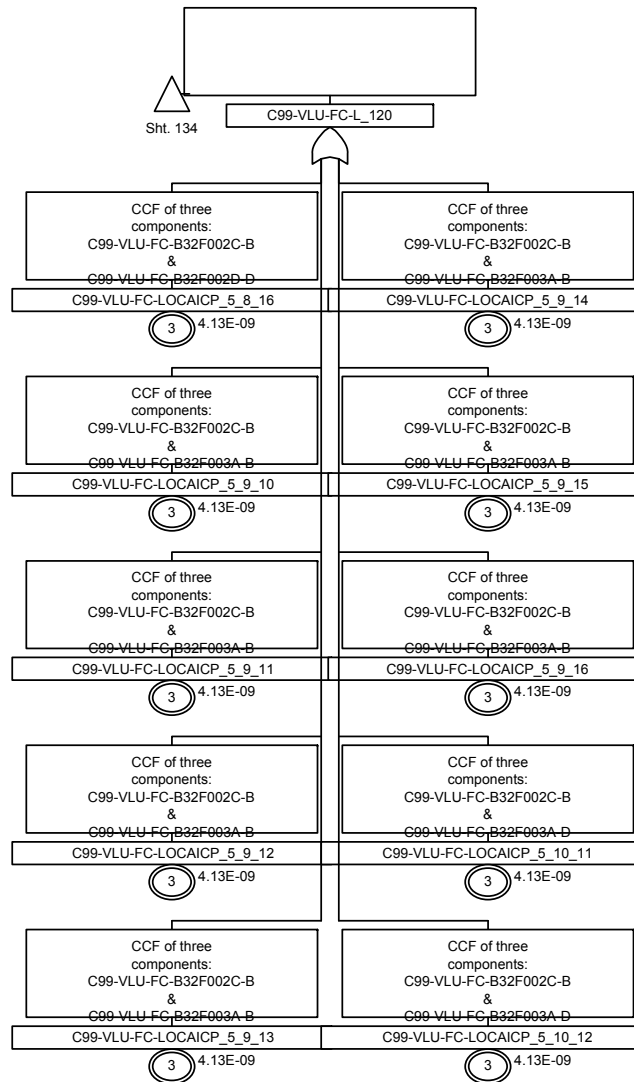 C99-VLU-FC-L_120
Sht. 134
CCF of three
components:
C99-VLU-FC-B32F002C-B
&
C99-VLU-FC-B32F002D-D
C99-VLU-FC-LOCAICP_5_8_16
3
4.13E-09
CCF of three
components:
C99-VLU-FC-B32F002C-B
&
C99-VLU-FC-B32F003A-B
C99-VLU-FC-LOCAICP_5_9_14
3
4.13E-09
CCF of three
components:
C99-VLU-FC-B32F002C-B
&
C99-VLU-FC-B32F003A-B
C99-VLU-FC-LOCAICP_5_9_10
3
4.13E-09
CCF of three
components:
C99-VLU-FC-B32F002C-B
&
C99-VLU-FC-B32F003A-B
C99-VLU-FC-LOCAICP_5_9_15
3
4.13E-09
CCF of three
components:
C99-VLU-FC-B32F002C-B
&
C99-VLU-FC-B32F003A-B
C99-VLU-FC-LOCAICP_5_9_11
3
4.13E-09
CCF of three
components:
C99-VLU-FC-B32F002C-B
&
C99-VLU-FC-B32F003A-B
C99-VLU-FC-LOCAICP_5_9_16
3
4.13E-09
CCF of three
components:
C99-VLU-FC-B32F002C-B
&
C99-VLU-FC-B32F003A-B
C99-VLU-FC-LOCAICP_5_9_12
3
4.13E-09
CCF of three
components:
C99-VLU-FC-B32F002C-B
&
C99-VLU-FC-B32F003A-D
C99-VLU-FC-LOCAICP_5_10_11
3
4.13E-09
CCF of three
components:
C99-VLU-FC-B32F002C-B
&
C99-VLU-FC-B32F003A-B
C99-VLU-FC-LOCAICP_5_9_13
3
4.13E-09
CCF of three
components:
C99-VLU-FC-B32F002C-B
&
C99-VLU-FC-B32F003A-D
C99-VLU-FC-LOCAICP_5_10_12
3
4.13E-09